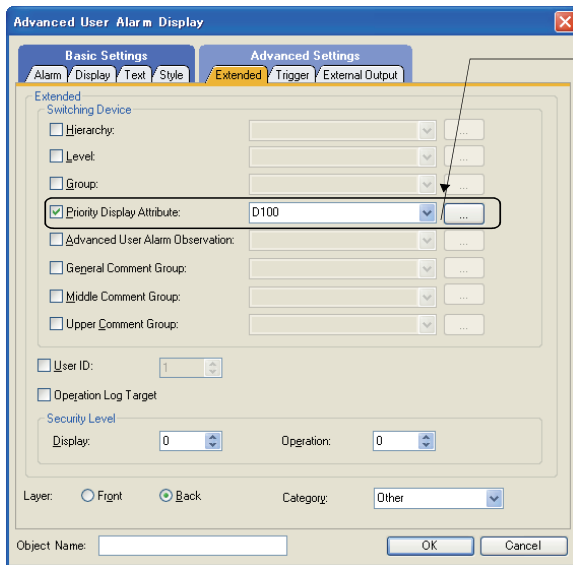 Advanced User Alarm Display
Basic Settings
Advanced Settings
Alarm Display Text Style Extended Trigger External Output
Extended
Switching Device
Hierarchy:
...
Level:
...
Group:
...
Priority Display Attribute: D100
...
Advanced User Alarm Observation:
...
General Comment Group:
...
Middle Comment Group:
...
Upper Comment Group:
...
User ID: 1
Operation Log Target
Security Level
Display: 0 Operation: 0
Layer: Front Back Category: Other
Object Name: OK Cancel